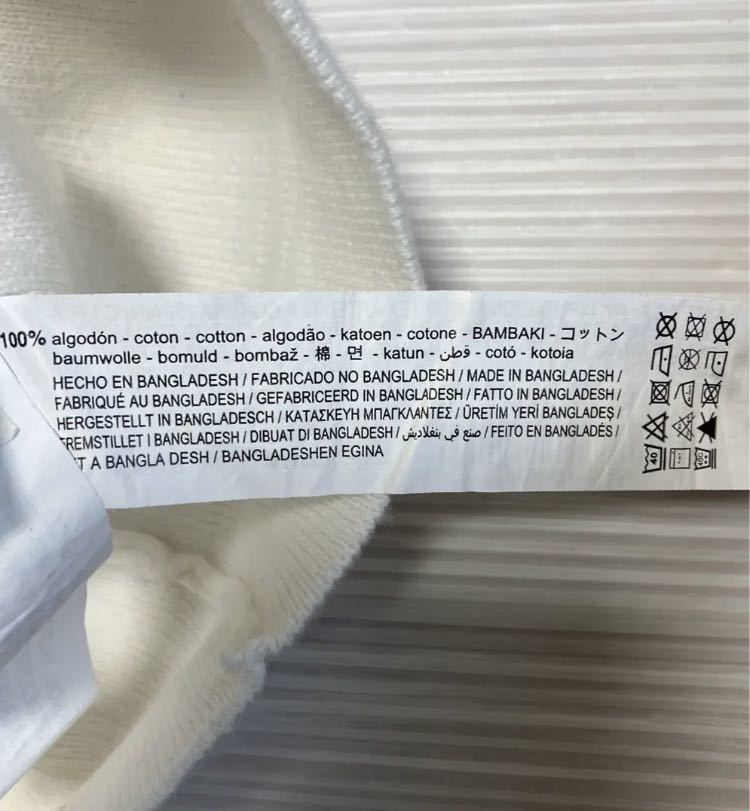 100% algodón - coton - cotton - algodão - katoen - cotone - BAMBAKI - コットン
baumwolle - bomuld - bombaž - 棉 - 면 - katun - قطن - cotó - kotoia
HECHO EN BANGLADESH / FABRICADO NO BANGLADESH / MADE IN BANGLADESH /
FABRIQUÉ AU BANGLADESH / GEFABRICEERD IN BANGLADESH / FATTO IN BANGLADESH /
HERGESTELLT IN BANGLADESCH / ΚΑΤΑΣΚΕΥΗ ΜΠΑΓΚΛΑΝΤΕΣ / ÜRETİM YERİ BANGLADEŞ /
FREMSTILLET I BANGLADESH / DIBUAT DI BANGLADESH / صنع في بنغلاديش / FEITO EN BANGLADÉS /
A BANGLA DESH / BANGLADESHEN EGINA
40